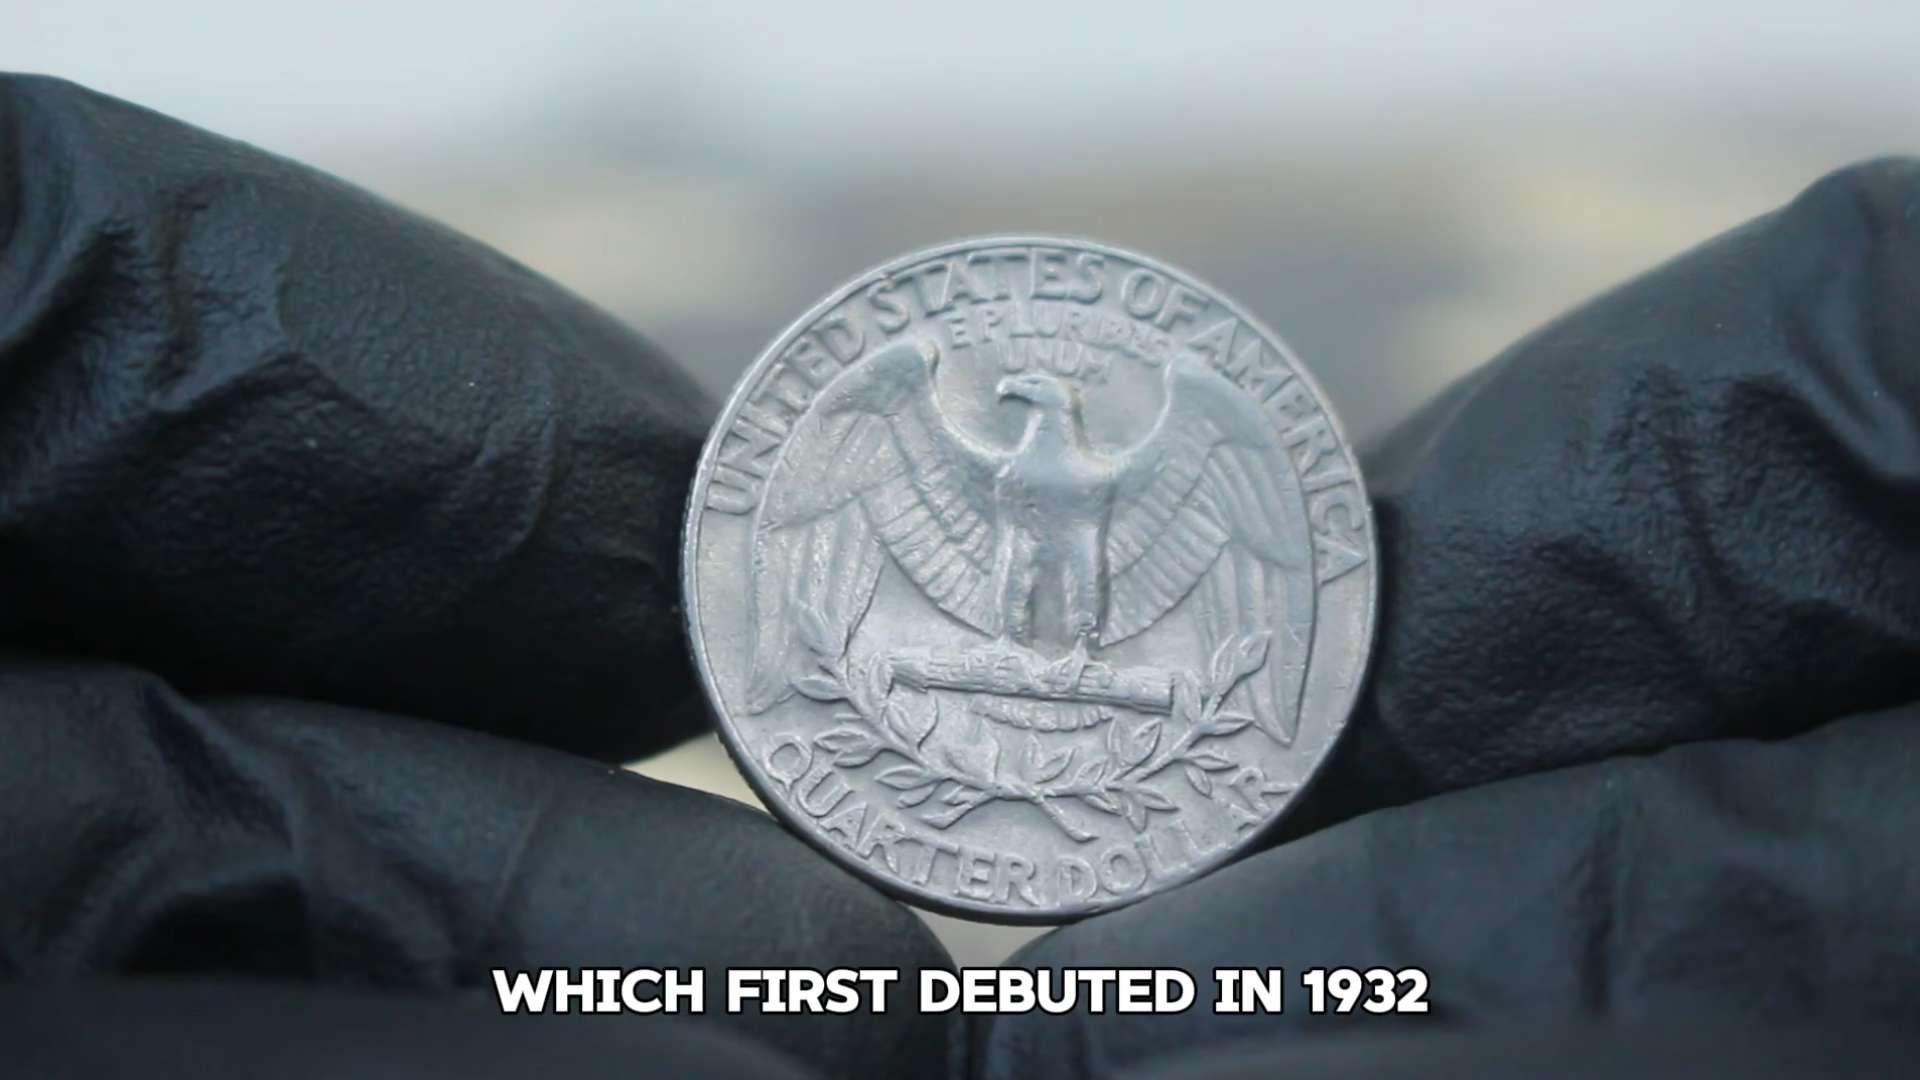 UNITED STATES OF AMERICA
E PLURIBUS
UNUM
QUARTER DOLLAR
WHICH FIRST DEBUTED IN 1932